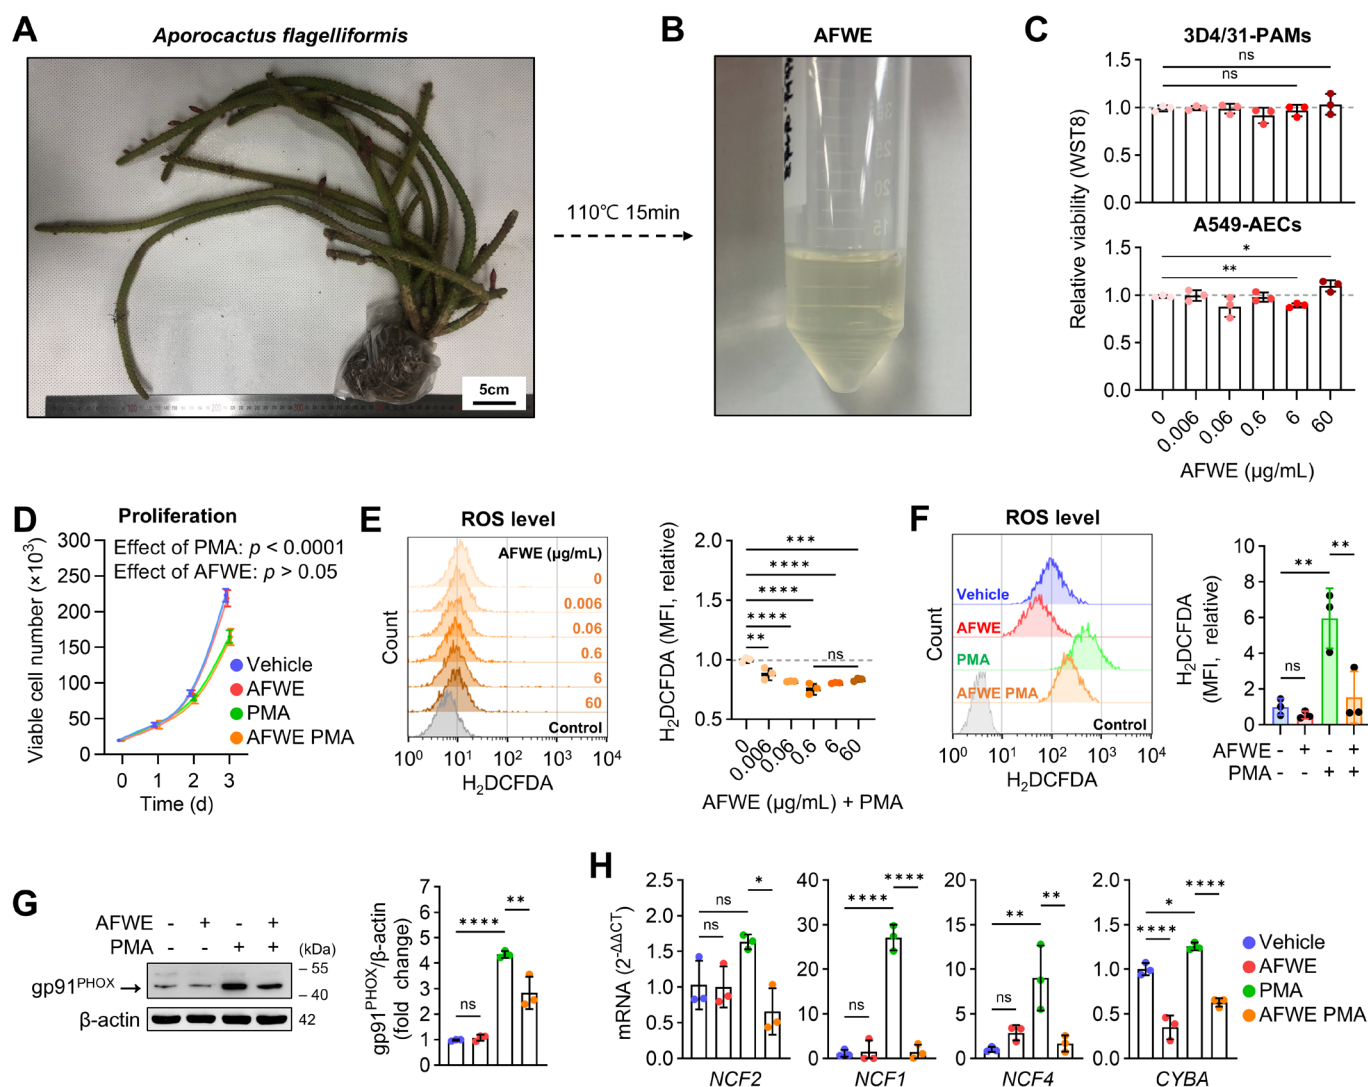 A
Aporocactus flagelliformis
5cm
110℃ 15min
B
AFWE
20
15
C
3D4/31-PAMs
ns
ns
1.5
1.0
0.5
0.0
A549-AECs
*
**
1.5
1.0
0.5
0.0
Relative viability (WST8)
0
0.006
0.06
0.6
6
60
AFWE (µg/mL)
D
Proliferation
Effect of PMA: p < 0.0001
Effect of AFWE: p > 0.05
Viable cell number (×10³)
300
250
200
150
100
50
0
Vehicle
AFWE
PMA
AFWE PMA
0 1 2 3
Time (d)
E
ROS level
AFWE (µg/mL)
0
0.006
0.06
0.6
6
60
Control
Count
10⁰ 10¹ 10² 10³ 10⁴
H₂DCFDA
H₂DCFDA (MFI, relative)
2.0
1.5
1.0
0.5
***
****
****
****
**
ns
0
0.006
0.06
0.6
6
60
AFWE (µg/mL) + PMA
F
ROS level
Vehicle
AFWE
PMA
AFWE PMA
Control
Count
10⁰ 10¹ 10² 10³ 10⁴
H₂DCFDA
H₂DCFDA
(MFI, relative)
10
8
6
4
2
0
**
**
ns
AFWE - + - +
PMA - - + +
G
AFWE - + - +
PMA - - + + (kDa)
gp91ᴾᴴᴼˣ
55
40
β-actin 42
gp91ᴾᴴᴼˣ/β-actin
(fold change)
7
6
5
4
3
2
1
0
**
****
ns
H
mRNA (2^-ΔΔCT)
2.5
2.0
1.5
1.0
0.5
0.0
*
ns
ns
NCF2
40
30
20
10
0
****
****
ns
NCF1
20
15
10
5
0
**
**
ns
NCF4
2.0
1.5
1.0
0.5
0.0
****
*
****
CYBA
Vehicle
AFWE
PMA
AFWE PMA